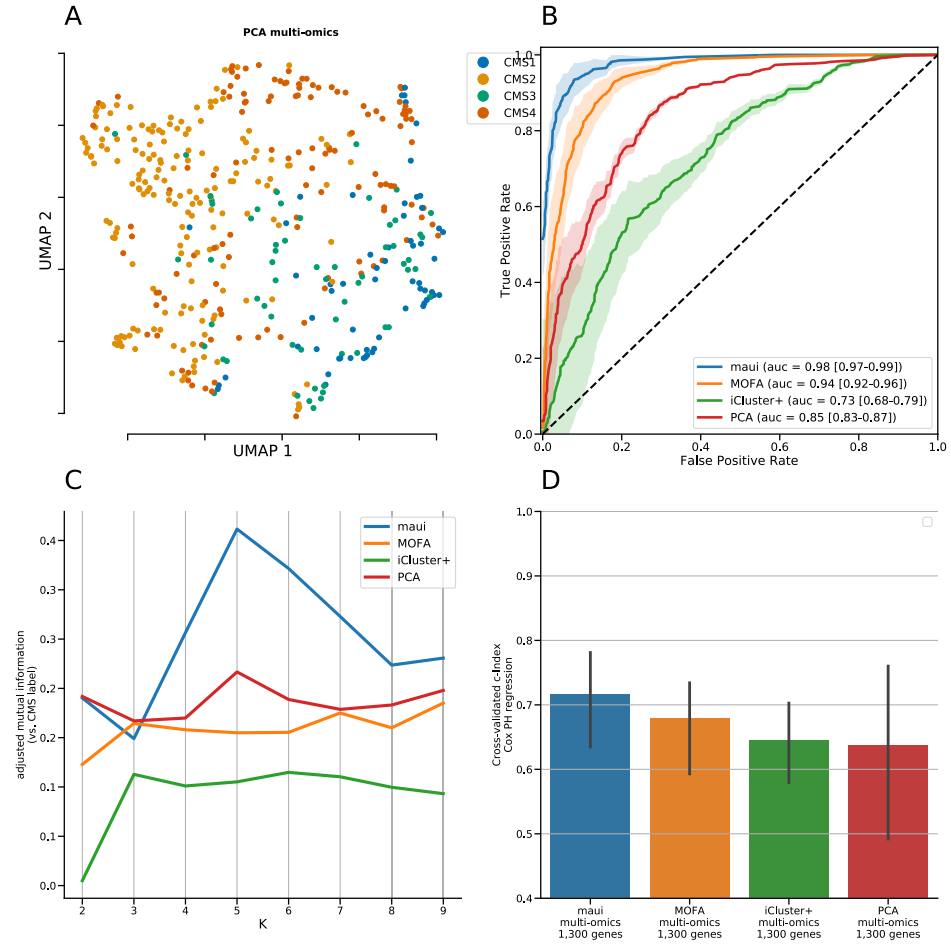 A
PCA multi-omics
UMAP 2
UMAP 1
CMS1
CMS2
CMS3
CMS4
B
True Positive Rate
1.0
0.8
0.6
0.4
0.2
0.0
0.0 0.2 0.4 0.6 0.8 1.0
False Positive Rate
maui (auc = 0.98 [0.97–0.99])
MOFA (auc = 0.94 [0.92–0.96])
iCluster+ (auc = 0.73 [0.68–0.79])
PCA (auc = 0.85 [0.83–0.87])
C
adjusted mutual information
(vs. CMS label)
0.4
0.3
0.3
0.2
0.2
0.1
0.1
0.0
2 3 4 5 6 7 8 9
K
maui
MOFA
iCluster+
PCA
D
Cross-validated c-Index
Cox PH regression
1.0
0.9
0.8
0.7
0.6
0.5
0.4
maui
multi-omics
1,300 genes
MOFA
multi-omics
1,300 genes
iCluster+
multi-omics
1,300 genes
PCA
multi-omics
1,300 genes